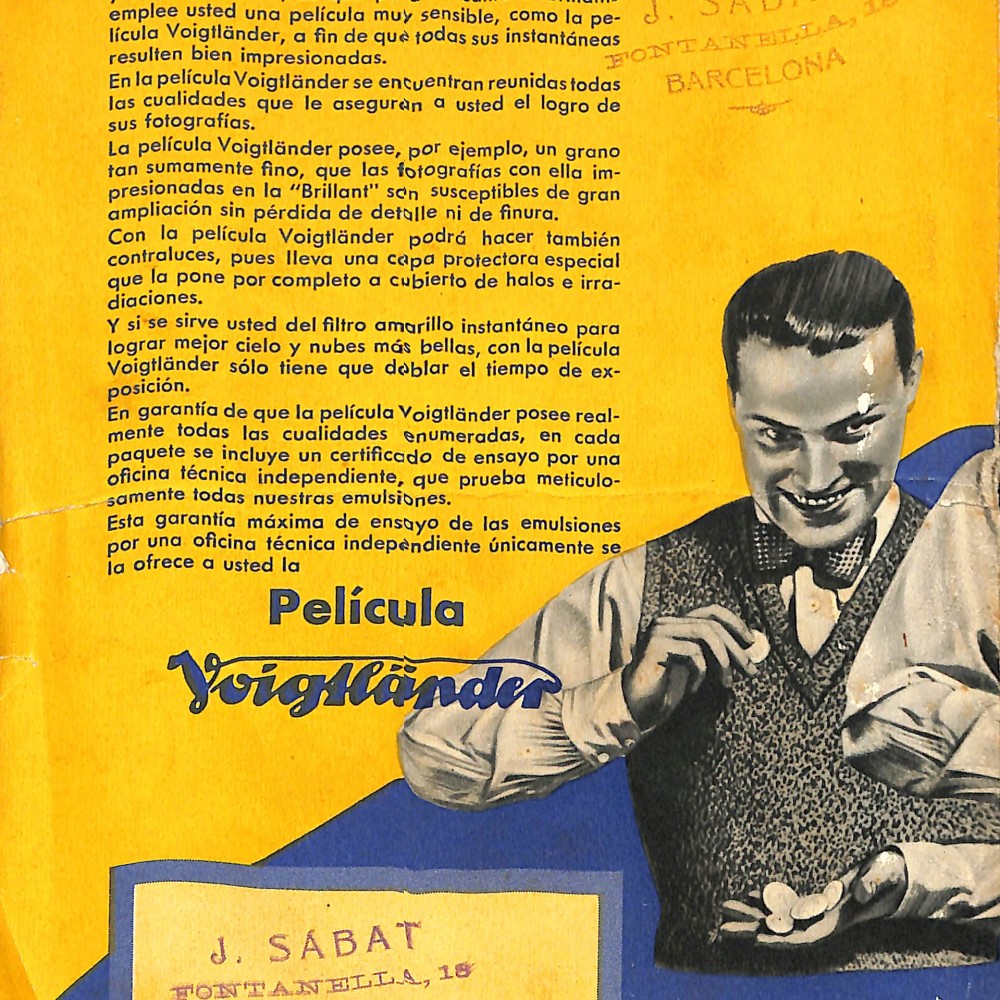 emplee usted una película muy sensible, como la pe-
lícula Voigtländer, a fin de que todas sus instantáneas
resulten bien impresionadas.
En la película Voigtländer se encuentran reunidas todas
las cualidades que le aseguran a usted el logro de
sus fotografías.
La película Voigtländer posee, por ejemplo, un grano
tan sumamente fino, que las fotografías con ella im-
presionadas en la "Brillant" son susceptibles de gran
ampliación sin pérdida de detalle ni de finura.
Con la película Voigtländer podrá hacer también
contraluces, pues lleva una capa protectora especial
que la pone por completo a cubierto de halos e irra-
diaciones.
Y si se sirve usted del filtro amarillo instantáneo para
lograr mejor cielo y nubes más bellas, con la película
Voigtländer sólo tiene que doblar el tiempo de ex-
posición.
En garantía de que la película Voigtländer posee real-
mente todas las cualidades enumeradas, en cada
paquete se incluye un certificado de ensayo por una
oficina técnica independiente, que prueba meticulo-
samente todas nuestras emulsiones.
Esta garantía máxima de ensayo de las emulsiones
por una oficina técnica independiente únicamente se
la ofrece a usted la
Película
Voigtländer
J. SABA
FONTANELLA, 18
BARCELONA
J. SÁBAT
FONTANELLA, 18